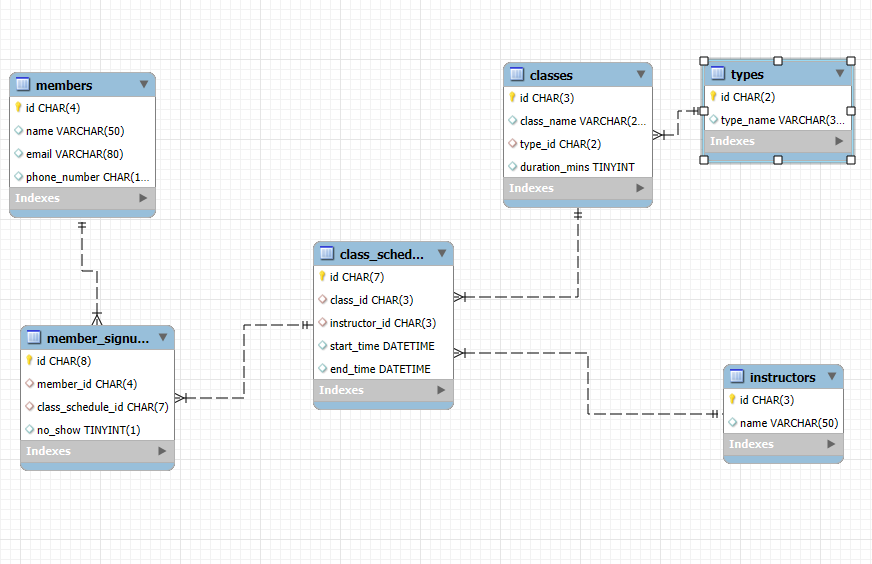 members
id CHAR(4)
name VARCHAR(50)
email VARCHAR(80)
phone_number CHAR(1...
Indexes
classes
id CHAR(3)
class_name VARCHAR(2...
type_id CHAR(2)
duration_mins TINYINT
Indexes
types
id CHAR(2)
type_name VARCHAR(3...
Indexes
class_sched...
id CHAR(7)
class_id CHAR(3)
instructor_id CHAR(3)
start_time DATETIME
end_time DATETIME
Indexes
member_signu...
id CHAR(8)
member_id CHAR(4)
class_schedule_id CHAR(7)
no_show TINYINT(1)
Indexes
instructors
id CHAR(3)
name VARCHAR(50)
Indexes